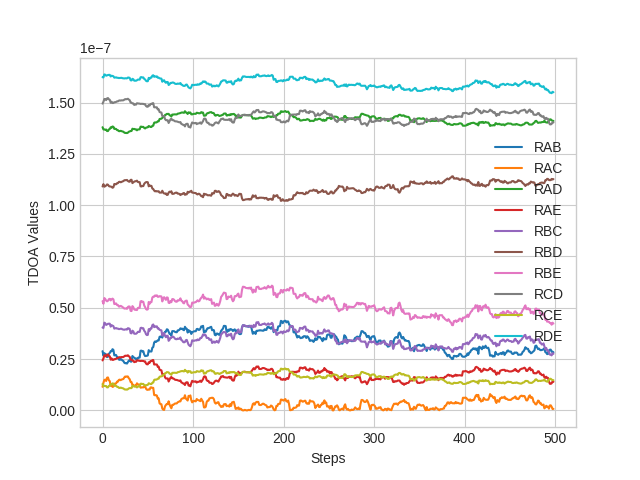 1e−7
1.50
1.25
1.00
0.75
0.50
0.25
0.00
TDOA Values
0
100
200
300
400
500
Steps
RAB
RAC
RAD
RAE
RBC
RBD
RBE
RCD
RCE
RDE